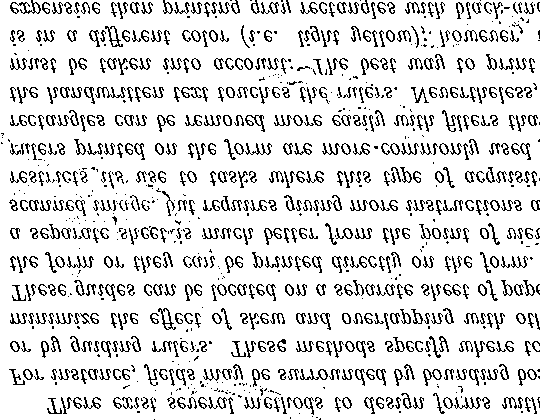 There exist several methods to design forms with
For instance, fields may be surrounded by bounding bo
or by guiding rulers. These methods specify where to
minimize the effect of skew and overlapping with oth
These guides can be located on a separate sheet of pape
the form or they can be printed directly on the form.
a separate sheet is much better from the point of view
scanned image, but requires giving more instructions a
restricts its use to tasks where this type of acquisit
rulers printed on the form are more commonly used
rectangles can be removed more easily with filters tha
the handwritten text touches the rulers. Nevertheless,
must be taken into account: The best way to print
is in a different color (i.e. light yellow); however,
expensive than printing gray rectangles with black-and